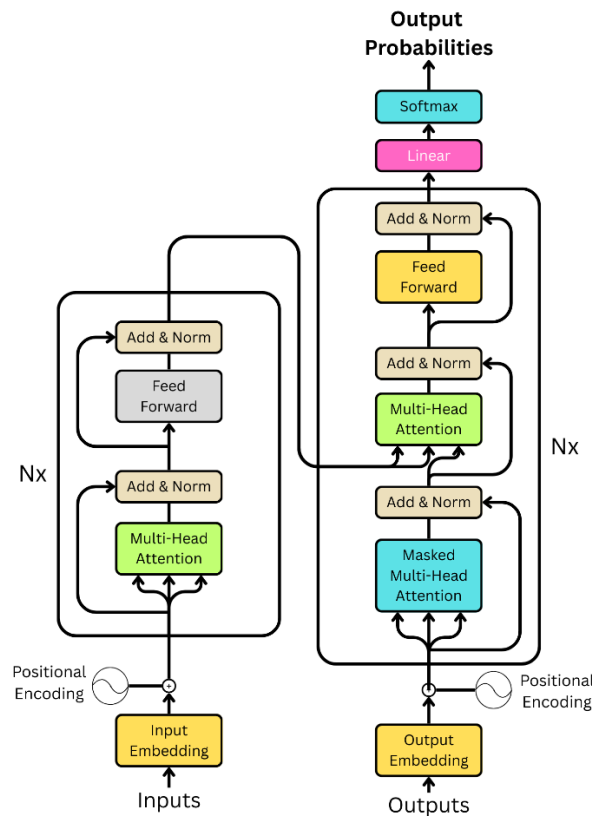 Output
Probabilities
Softmax
Linear
Add & Norm
Feed
Forward
Add & Norm
Multi-Head
Attention
Nx
Add & Norm
Masked
Multi-Head
Attention
Positional
Encoding
Output
Embedding
Outputs
Add & Norm
Feed
Forward
Nx
Add & Norm
Multi-Head
Attention
Positional
Encoding
Input
Embedding
Inputs